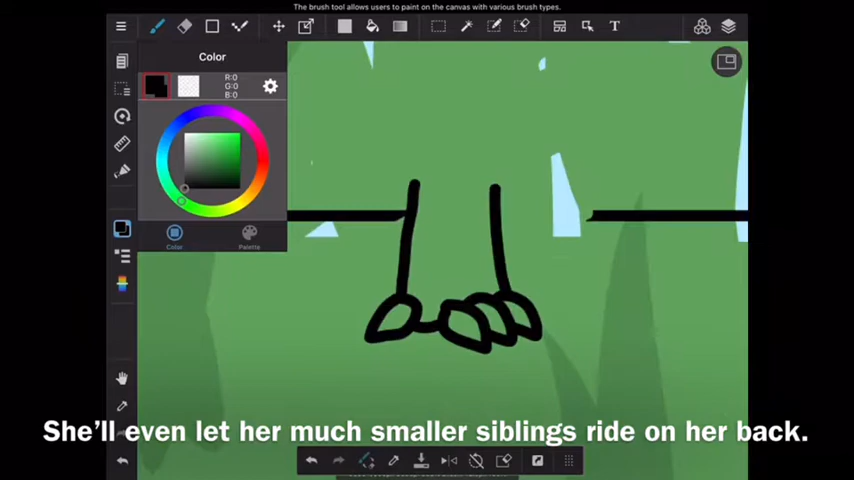 The brush tool allows users to paint on the canvas with various brush types.
T
Color
R:0
G:0
B:0
Color
Palette
She'll even let her much smaller siblings ride on her back.